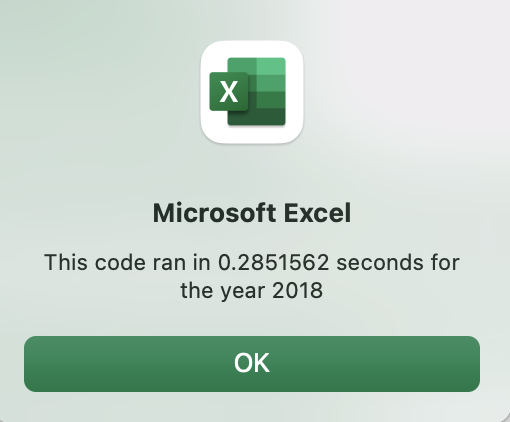 X
Microsoft Excel
This code ran in 0.2851562 seconds for
the year 2018
OK